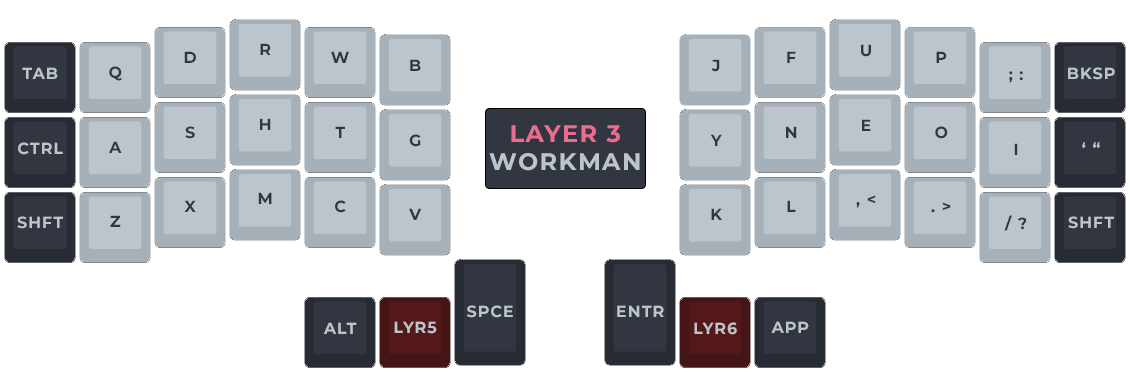 TAB Q D R W B J F U P ; : BKSP
CTRL A S H T G LAYER 3 Y N E O I ‘ “
WORKMAN
SHFT Z X M C V K L , < . > / ? SHFT
ALT LYR5 SPCE ENTR LYR6 APP